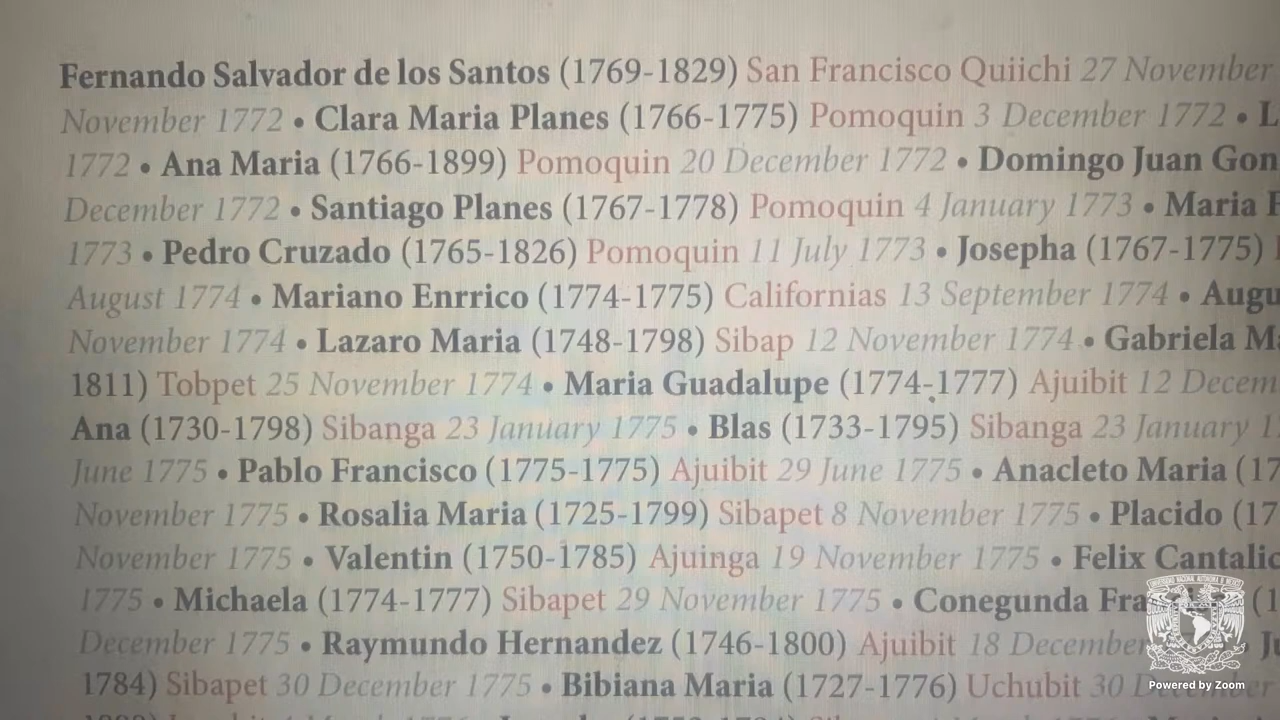 Fernando Salvador de los Santos (1769-1829) San Francisco Quiichi 27 November
November 1772 • Clara Maria Planes (1766-1775) Pomoquin 3 December 1772 •
1772 • Ana Maria (1766-1899) Pomoquin 20 December 1772 • Domingo Juan
December 1772 • Santiago Planes (1767-1778) Pomoquin 4 January 1773 • Maria
1773 • Pedro Cruzado (1765-1826) Pomoquin 11 July 1773 • Josepha (1767-1775)
August 1774 • Mariano Enrrico (1774-1775) Californias 13 September 1774 •
November 1774 • Lazaro Maria (1748-1798) Sibap 12 November 1774 • Gabriela
1811) Tobpet 25 November 1774 • Maria Guadalupe (1774-1777) Ajuibit 12
Ana (1730-1798) Sibanga 23 January 1775 • Blas (1733-1795) Sibanga 23 January
June 1775 • Pablo Francisco (1775-1775) Ajuibit 29 June 1775 • Anacleto Maria
November 1775 • Rosalia Maria (1725-1799) Sibapet 8 November 1775 • Placido
November 1775 • Valentin (1750-1785) Ajuinga 19 November 1775 • Felix
1775 • Michaela (1774-1777) Sibapet 29 November 1775 • Conegunda
December 1775 • Raymundo Hernandez (1746-1800) Ajuibit 18 December
1784) Sibapet 30 December 1775 • Bibiana Maria (1727-1776) Uchubit 30
Powered by Zoom